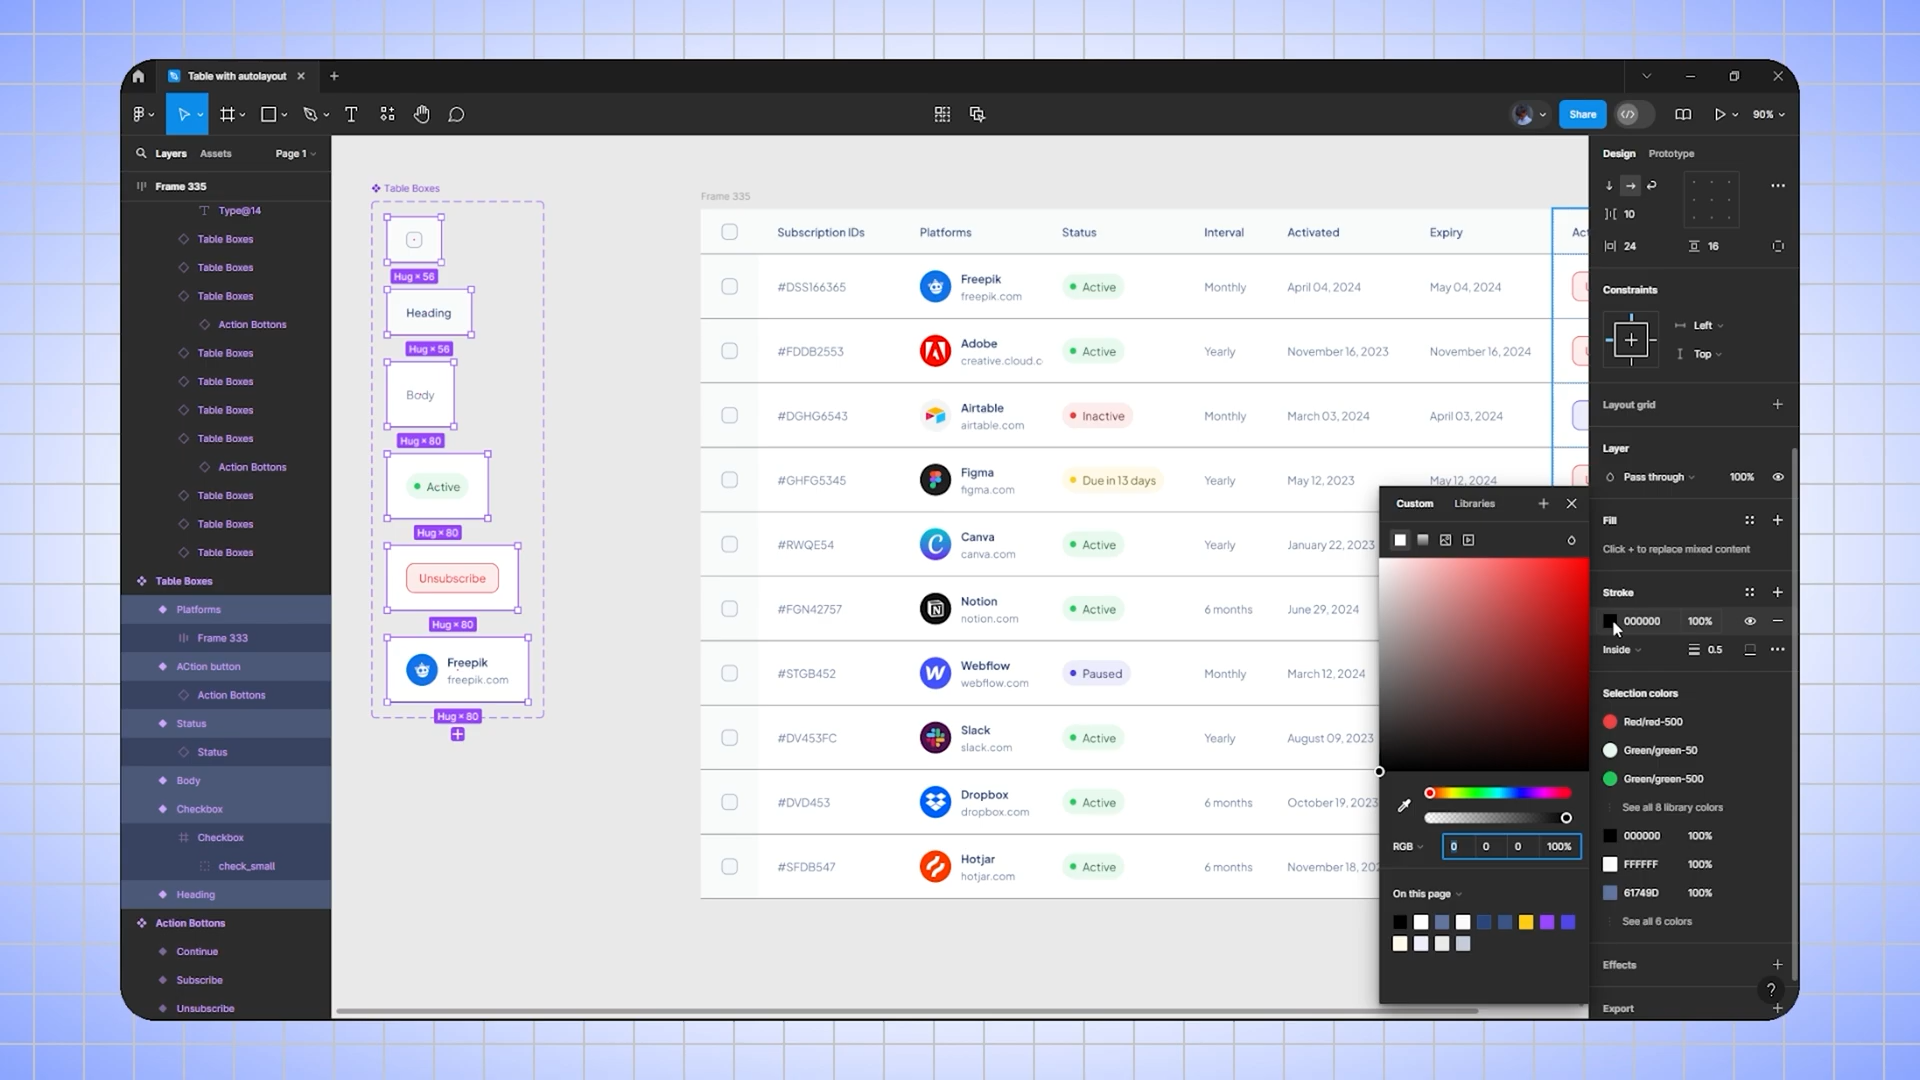 Table with autolayout
Share
90%
Layers
Assets
Page 1
Frame 335
Type@14
Table Boxes
Table Boxes
Table Boxes
Action Bottons
Table Boxes
Table Boxes
Table Boxes
Table Boxes
Action Bottons
Table Boxes
Table Boxes
Table Boxes
Table Boxes
Platforms
Frame 333
ACtion button
Action Bottons
Status
Status
Body
Checkbox
Checkbox
check_small
Heading
Action Bottons
Continue
Subscribe
Unsubscribe
Table Boxes
Hug × 56
Heading
Hug × 56
Body
Hug × 80
Active
Hug × 80
Unsubscribe
Hug × 80
Freepik
freepik.com
Hug × 80
Frame 335
Subscription IDs Platforms Status Interval Activated Expiry
#DSS166365 Freepik freepik.com Active Monthly April 04, 2024 May 04, 2024
#FDDB2553 Adobe creative.cloud.c Active Yearly November 16, 2023 November 16, 2024
#DGHG6543 Airtable airtable.com Inactive Monthly March 03, 2024 April 03, 2024
#GHFG5345 Figma figma.com Due in 13 days Yearly May 12, 2023 May 12, 2024
#RWQE54 Canva canva.com Active Yearly January 22, 2023
#FGN42757 Notion notion.com Active 6 months June 29, 2024
#STGB452 Webflow webflow.com Paused Monthly March 12, 2024
#DV453FC Slack slack.com Active Yearly August 09, 2023
#DVD453 Dropbox dropbox.com Active 6 months October 19, 2023
#SFDB547 Hotjar hotjar.com Active 6 months November 18, 202
Custom
Libraries
RGB 0 0 0 100%
On this page
Design
Prototype
10
24
16
Constraints
Left
Top
Layout grid
Layer
Pass through 100%
Fill
Click + to replace mixed content
Stroke
000000 100%
Inside 0.5
Selection colors
Red/red-500
Green/green-50
Green/green-500
See all 8 library colors
000000 100%
FFFFFF 100%
61749D 100%
See all 6 colors
Effects
?
Export